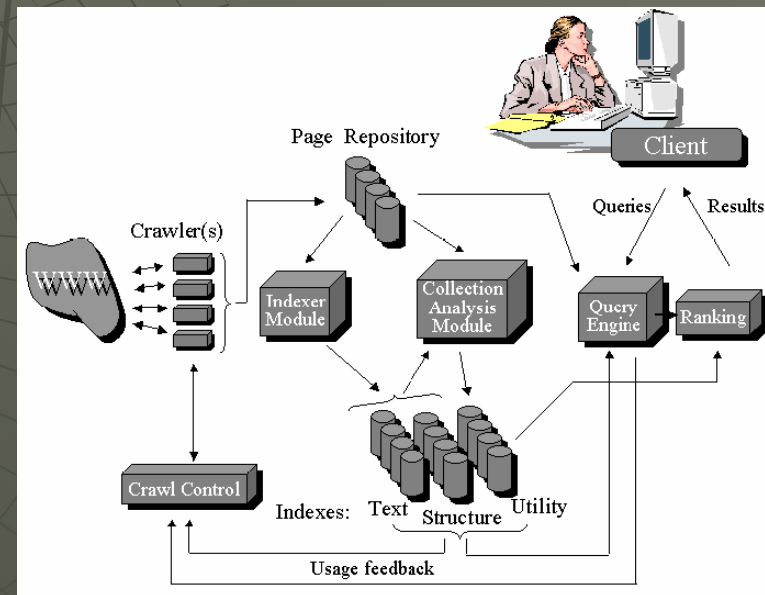 Page Repository
Client
Queries
Results
Crawler(s)
WWW
Indexer
Module
Collection
Analysis
Module
Query
Engine
Ranking
Crawl Control
Indexes:
Text
Structure
Utility
Usage feedback